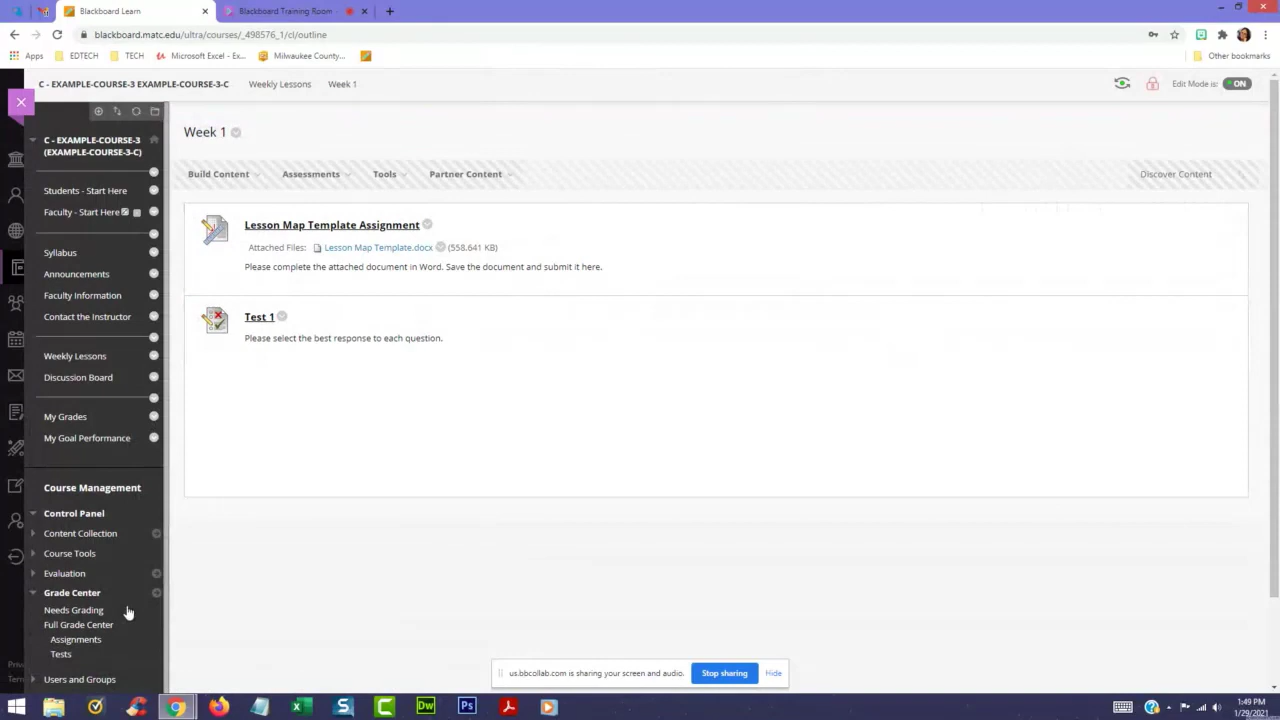 Blackboard Learn
Blackboard Training Room -
blackboard.matc.edu/ultra/courses/_498576_1/cl/outline
Apps
EDTECH
TECH
Microsoft Excel - Ex...
Milwaukee County...
Other bookmarks
C - EXAMPLE-COURSE-3 EXAMPLE-COURSE-3-C
Weekly Lessons
Week 1
Edit Mode is: ON
C - EXAMPLE-COURSE-3
(EXAMPLE-COURSE-3-C)
Students - Start Here
Faculty - Start Here
Syllabus
Announcements
Faculty Information
Contact the Instructor
Weekly Lessons
Discussion Board
My Grades
My Goal Performance
Course Management
Control Panel
Content Collection
Course Tools
Evaluation
Grade Center
Needs Grading
Full Grade Center
Assignments
Tests
Users and Groups
Week 1
Build Content
Assessments
Tools
Partner Content
Discover Content
Lesson Map Template Assignment
Attached Files: Lesson Map Template.docx (558.641 KB)
Please complete the attached document in Word. Save the document and submit it here.
Test 1
Please select the best response to each question.
us.bbcollab.com is sharing your screen and audio.
Stop sharing
Hide
1:49 PM
1/29/2021